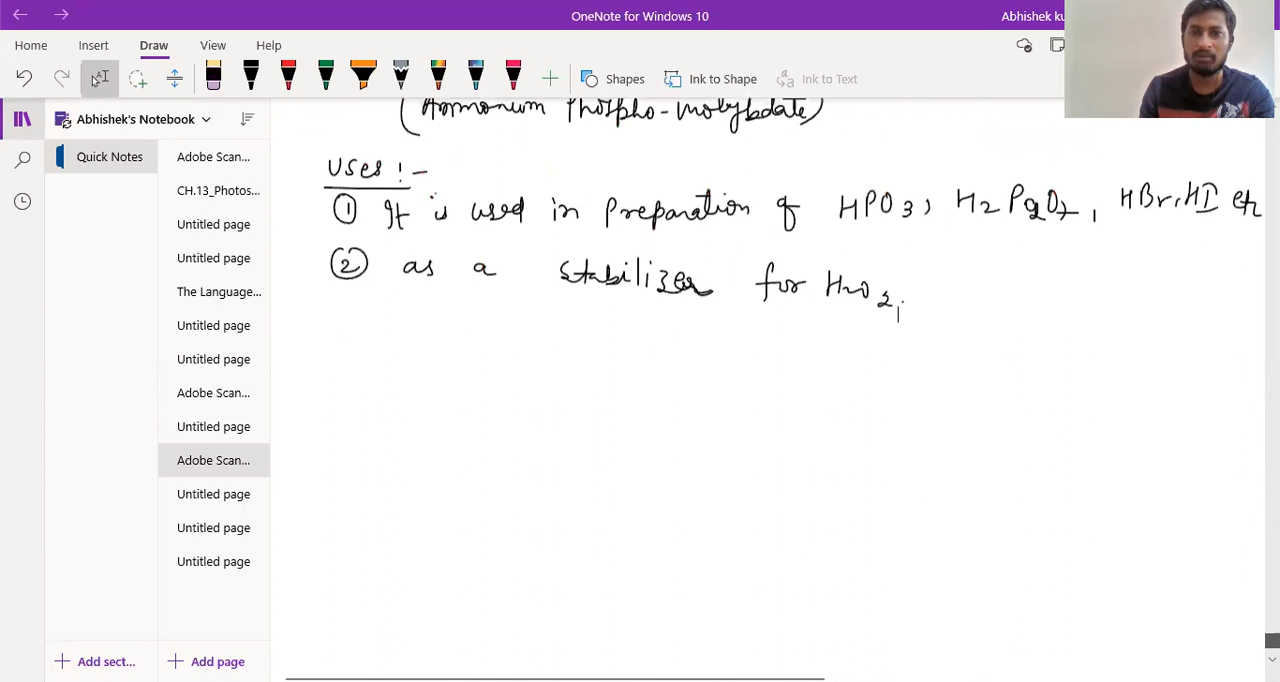 OneNote for Windows 10
Abhishek ku
Home Insert Draw View Help
Shapes Ink to Shape Ink to Text
Abhishek's Notebook
Quick Notes
Adobe Scan...
CH.13_Photos...
Untitled page
Untitled page
The Language...
Untitled page
Untitled page
Adobe Scan...
Untitled page
Adobe Scan...
Untitled page
Untitled page
Untitled page
Add sect...
Add page
(Ammonium Phospho-molybdate)
Uses :-
① It is used in preparation of HPO3, H2P2O7, HBr, HI etc
② as a stabilizer for H2O2,